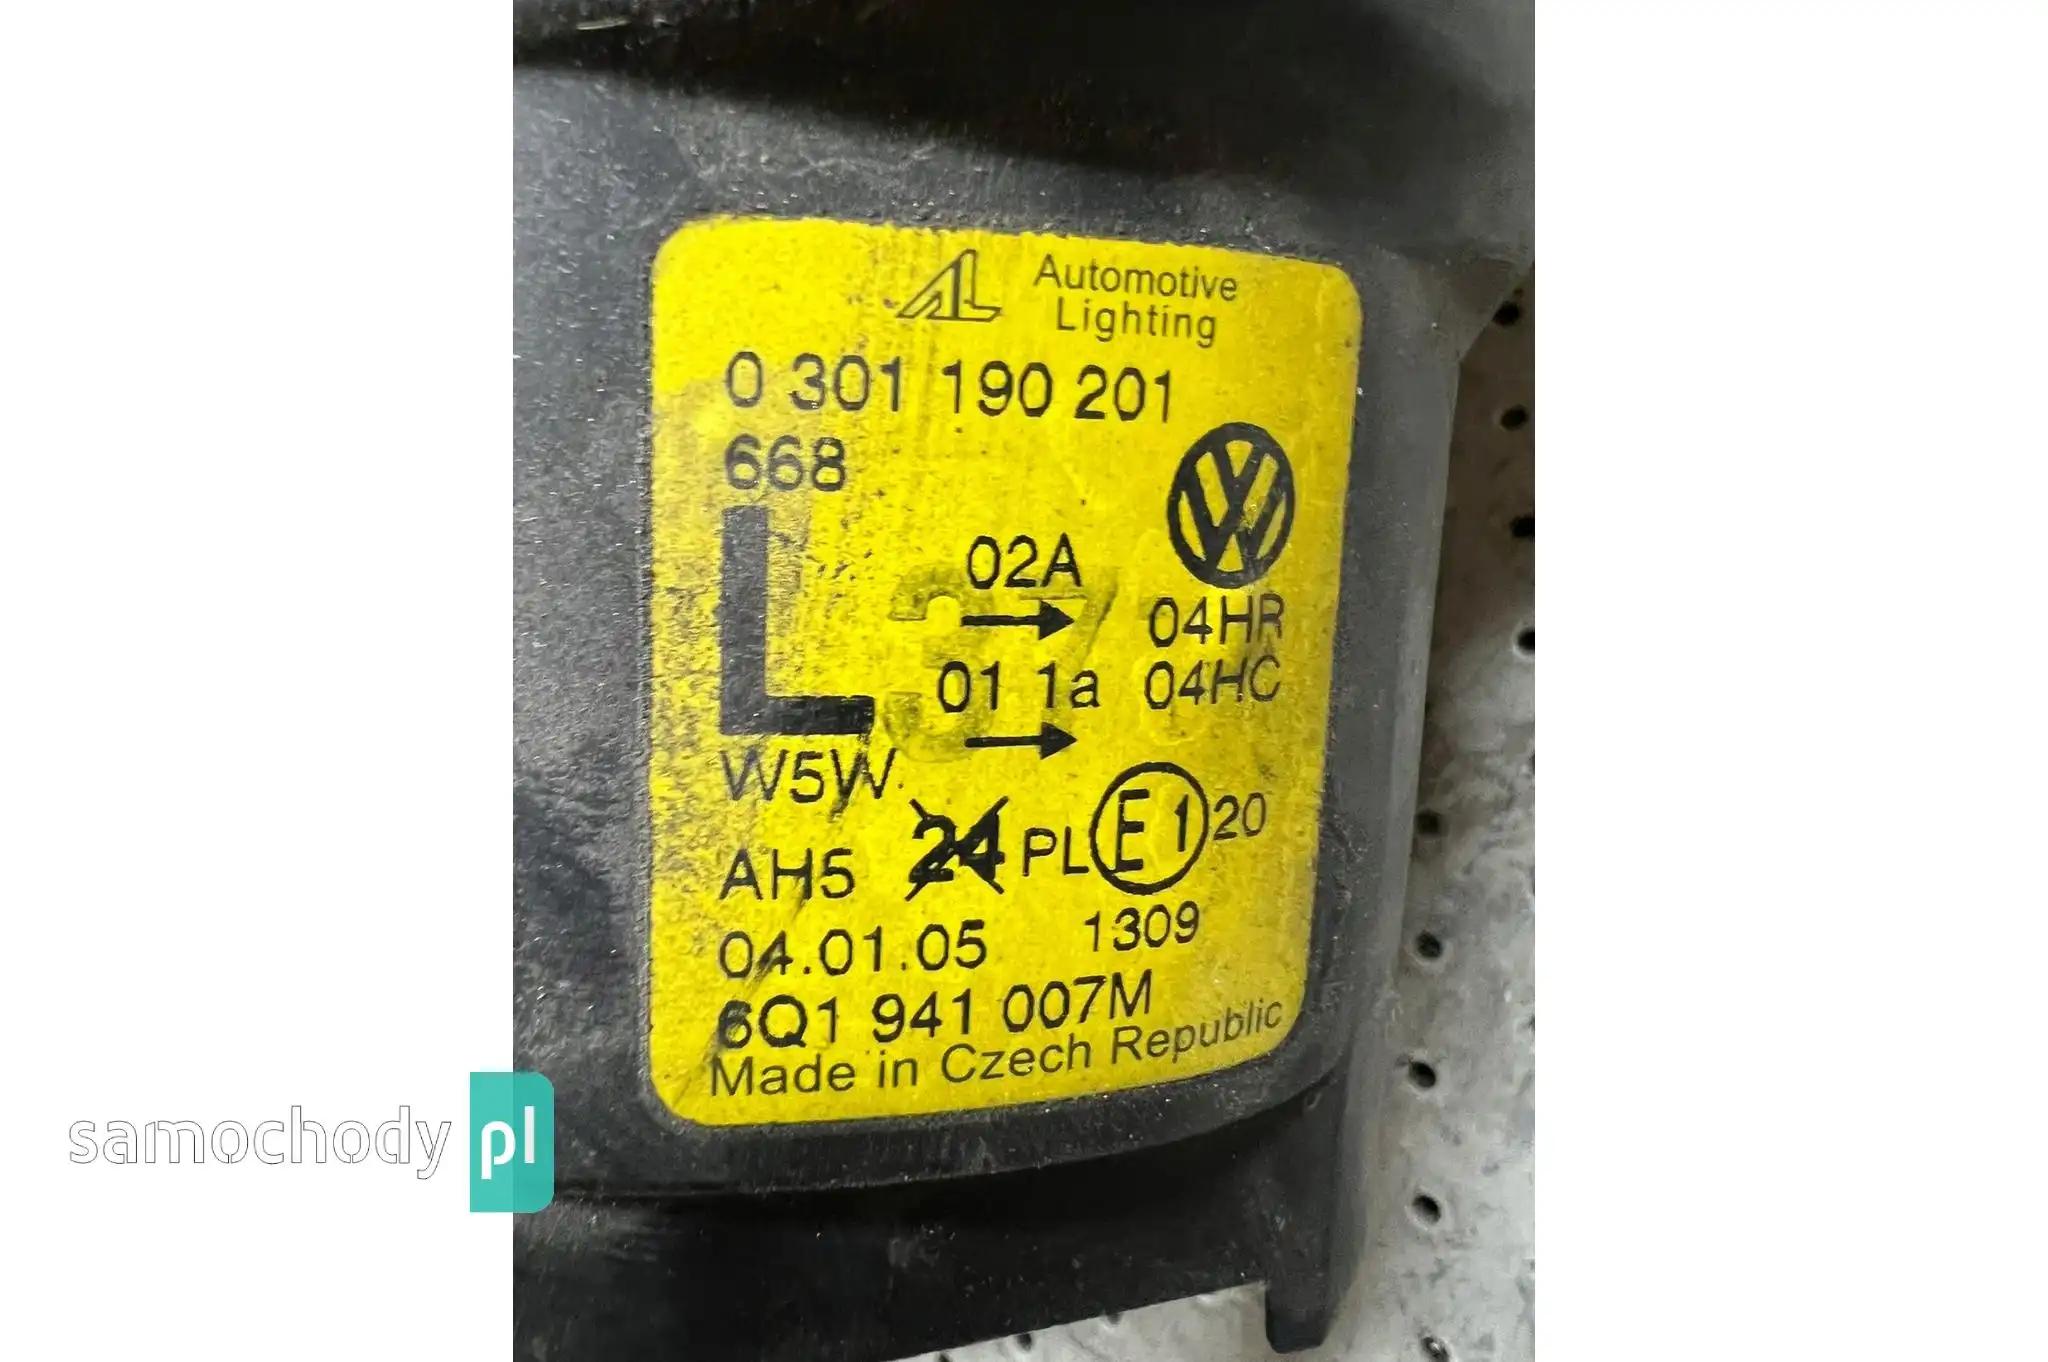 AL Automotive
Lighting
0 301 190 201
668
L
02A
→ 04HR
01 1a 04HC
→
W5W
AH5 24 PL E1 20
04.01.05 1309
6Q1 941 007M
Made in Czech Republic
samochody pl